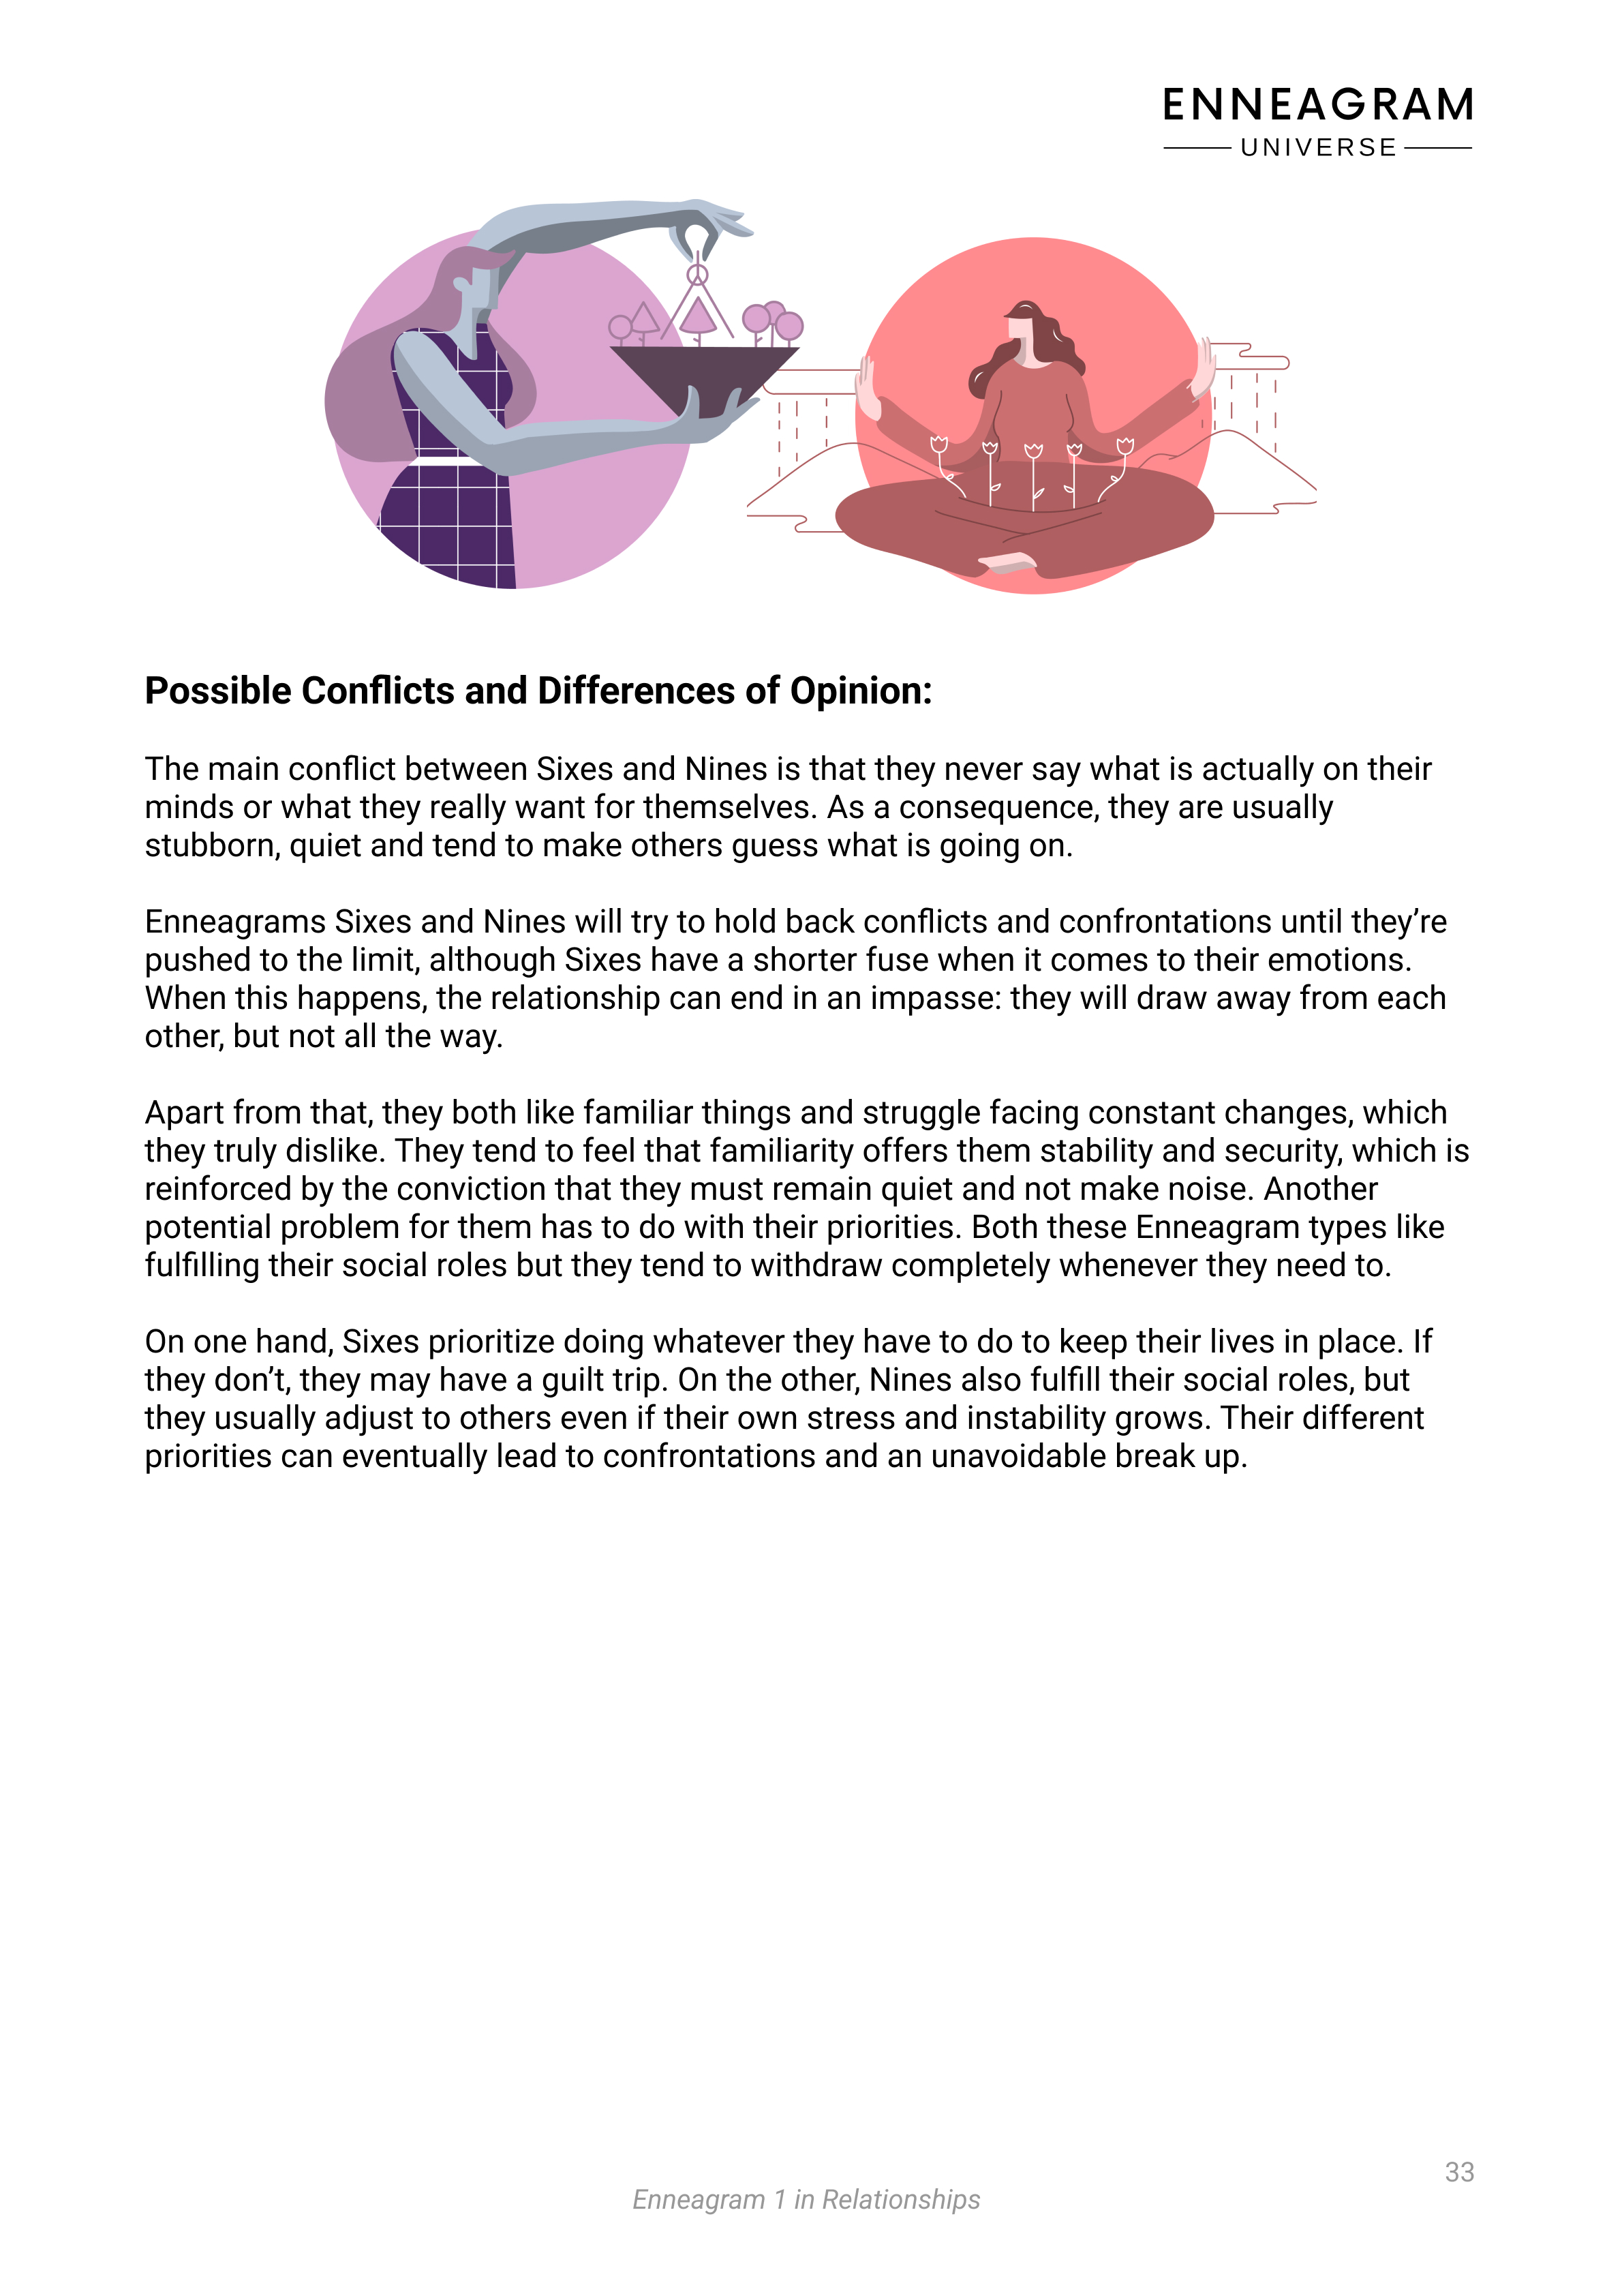 ENNEAGRAM
UNIVERSE
Possible Conflicts and Differences of Opinion:
The main conflict between Sixes and Nines is that they never say what is actually on their
minds or what they really want for themselves. As a consequence, they are usually
stubborn, quiet and tend to make others guess what is going on.
Enneagrams Sixes and Nines will try to hold back conflicts and confrontations until they’re
pushed to the limit, although Sixes have a shorter fuse when it comes to their emotions.
When this happens, the relationship can end in an impasse: they will draw away from each
other, but not all the way.
Apart from that, they both like familiar things and struggle facing constant changes, which
they truly dislike. They tend to feel that familiarity offers them stability and security, which is
reinforced by the conviction that they must remain quiet and not make noise. Another
potential problem for them has to do with their priorities. Both these Enneagram types like
fulfilling their social roles but they tend to withdraw completely whenever they need to.
On one hand, Sixes prioritize doing whatever they have to do to keep their lives in place. If
they don’t, they may have a guilt trip. On the other, Nines also fulfill their social roles, but
they usually adjust to others even if their own stress and instability grows. Their different
priorities can eventually lead to confrontations and an unavoidable break up.
33
Enneagram 1 in Relationships